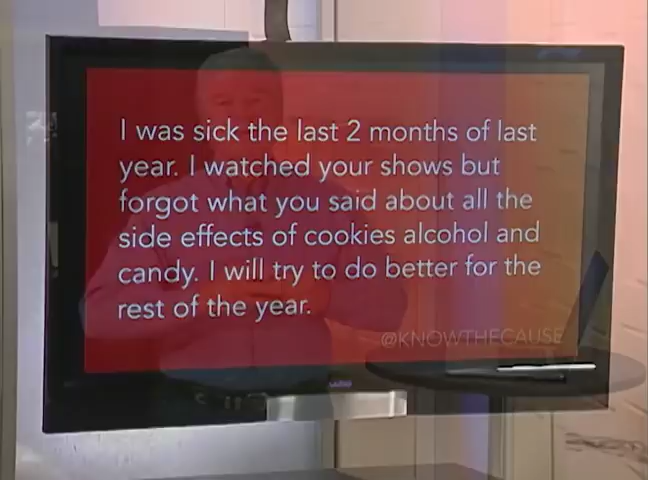 I was sick the last 2 months of last
year. I watched your shows but
forgot what you said about all the
side effects of cookies alcohol and
candy. I will try to do better for the
rest of the year.
@KNOWTHECAUSE